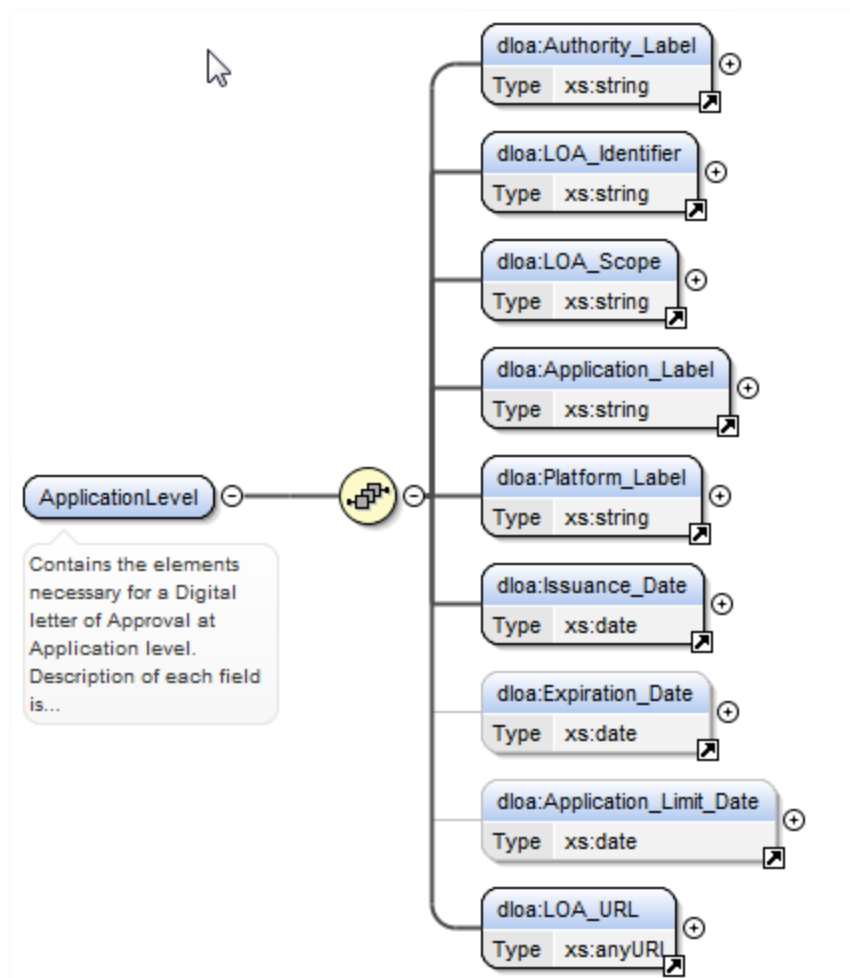 dloa:Authority_Label
Type xs:string
dloa:LOA_Identifier
Type xs:string
dloa:LOA_Scope
Type xs:string
dloa:Application_Label
Type xs:string
dloa:Platform_Label
Type xs:string
ApplicationLevel
Contains the elements
necessary for a Digital
letter of Approval at
Application level.
Description of each field
is...
dloa:Issuance_Date
Type xs:date
dloa:Expiration_Date
Type xs:date
dloa:Application_Limit_Date
Type xs:date
dloa:LOA_URL
Type xs:anyURL